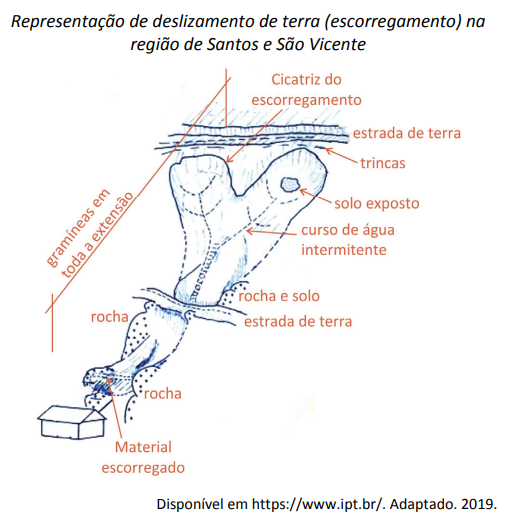 Representação de deslizamento de terra (escorregamento) na
região de Santos e São Vicente
Cicatriz do
escorregamento
estrada de terra
trincas
gramíneas em
toda a extensão
solo exposto
curso de água
intermitente
rocha e solo
rocha
estrada de terra
rocha
Material
escorregado
Disponível em https://www.ipt.br/. Adaptado. 2019.